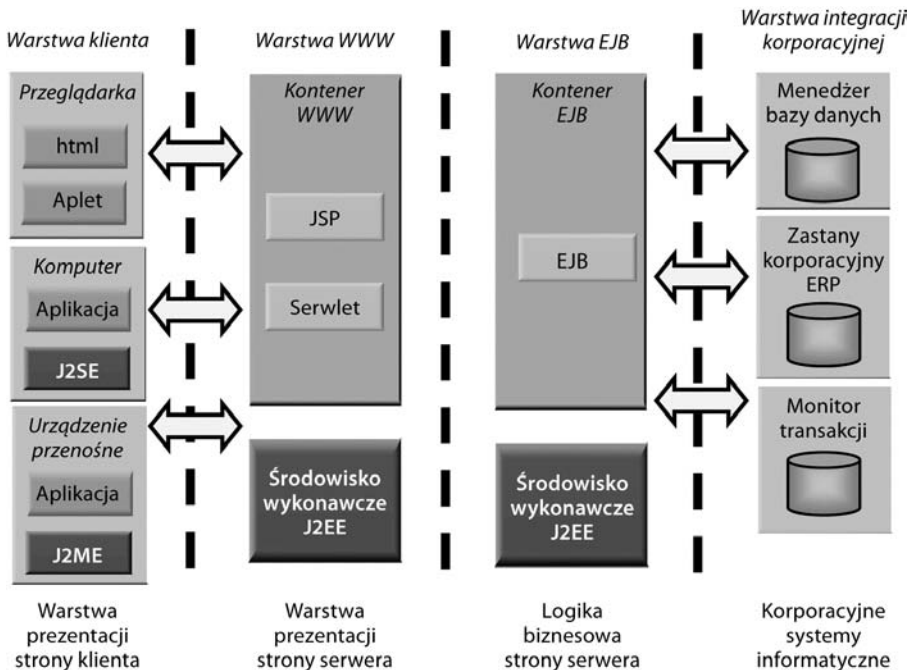 Warstwa klienta
Przeglądarka
html
Aplet
Komputer
Aplikacja
J2SE
Urządzenie
przenośne
Aplikacja
J2ME
Warstwa
prezentacji
strony klienta
Warstwa WWW
Kontener
WWW
JSP
Serwlet
Środowisko
wykonawcze
J2EE
Warstwa
prezentacji
strony serwera
Warstwa EJB
Kontener
EJB
EJB
Środowisko
wykonawcze
J2EE
Logika
biznesowa
strony serwera
Warstwa integracji
korporacyjnej
Menedżer
bazy danych
Zastany
korporacyjny
ERP
Monitor
transakcji
Korporacyjne
systemy
informatyczne